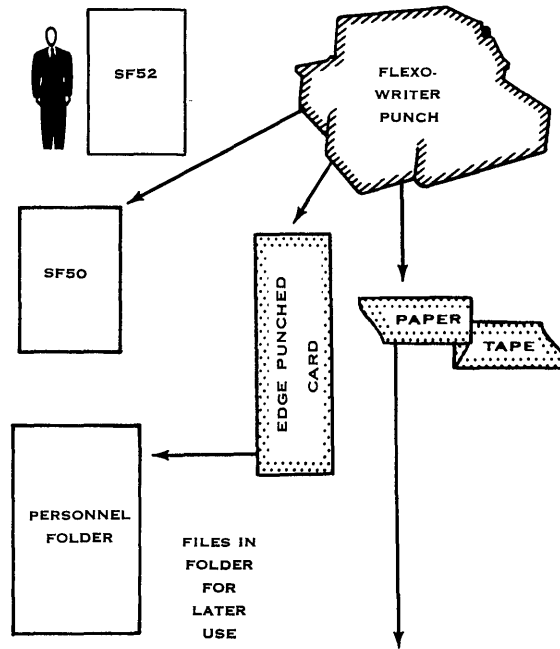 SF52
FLEXO-
WRITER
PUNCH
SF50
EDGE PUNCHED
CARD
PAPER
TAPE
PERSONNEL
FOLDER
FILES IN
FOLDER
FOR
LATER
USE